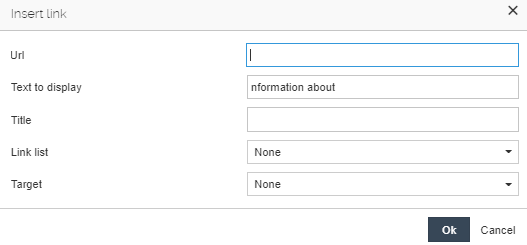 Insert link ×
Url
Text to display nformation about
Title
Link list None
Target None
Ok Cancel